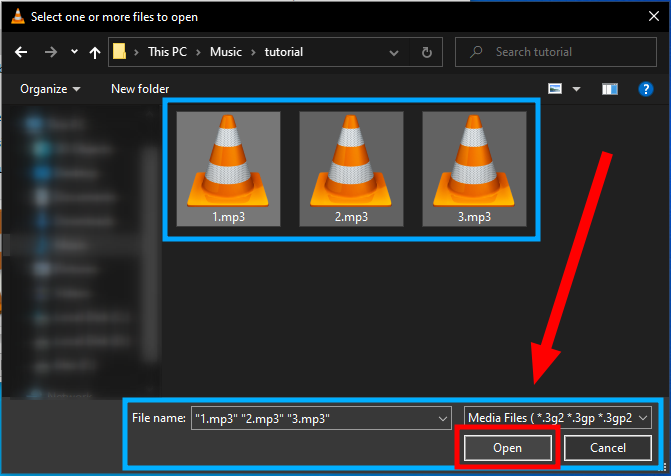 Select one or more files to open
This PC > Music > tutorial
Search tutorial
Organize
New folder
1.mp3
2.mp3
3.mp3
File name:
"1.mp3" "2.mp3" "3.mp3"
Media Files ( *.3g2 *.3gp *.3gp2
Open
Cancel